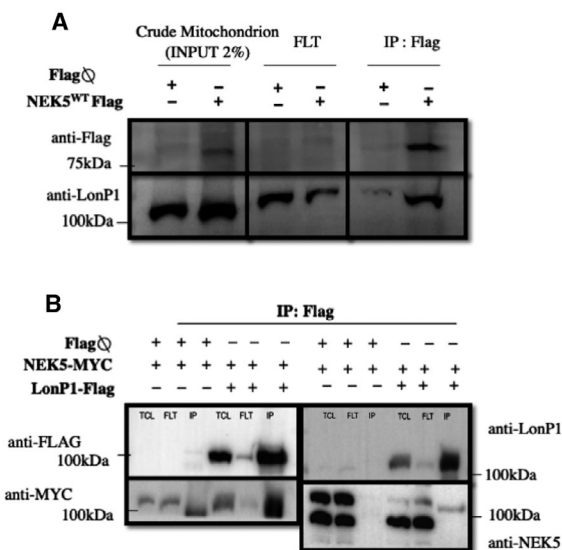 A
Crude Mitochondrion
(INPUT 2%)
FLT
IP : Flag
Flag∅ + − + − + −
NEK5WT Flag − + − + − +
anti-Flag
75kDa
anti-LonP1
100kDa
B
IP: Flag
Flag∅ + + + − − − + + + − − −
NEK5-MYC + + + + + + + + + + + +
LonP1-Flag − − − + + + − − − + + +
TCL FLT IP TCL FLT IP TCL FLT IP TCL FLT IP
anti-FLAG
100kDa
anti-MYC
100kDa
anti-LonP1
100kDa
100kDa
anti-NEK5